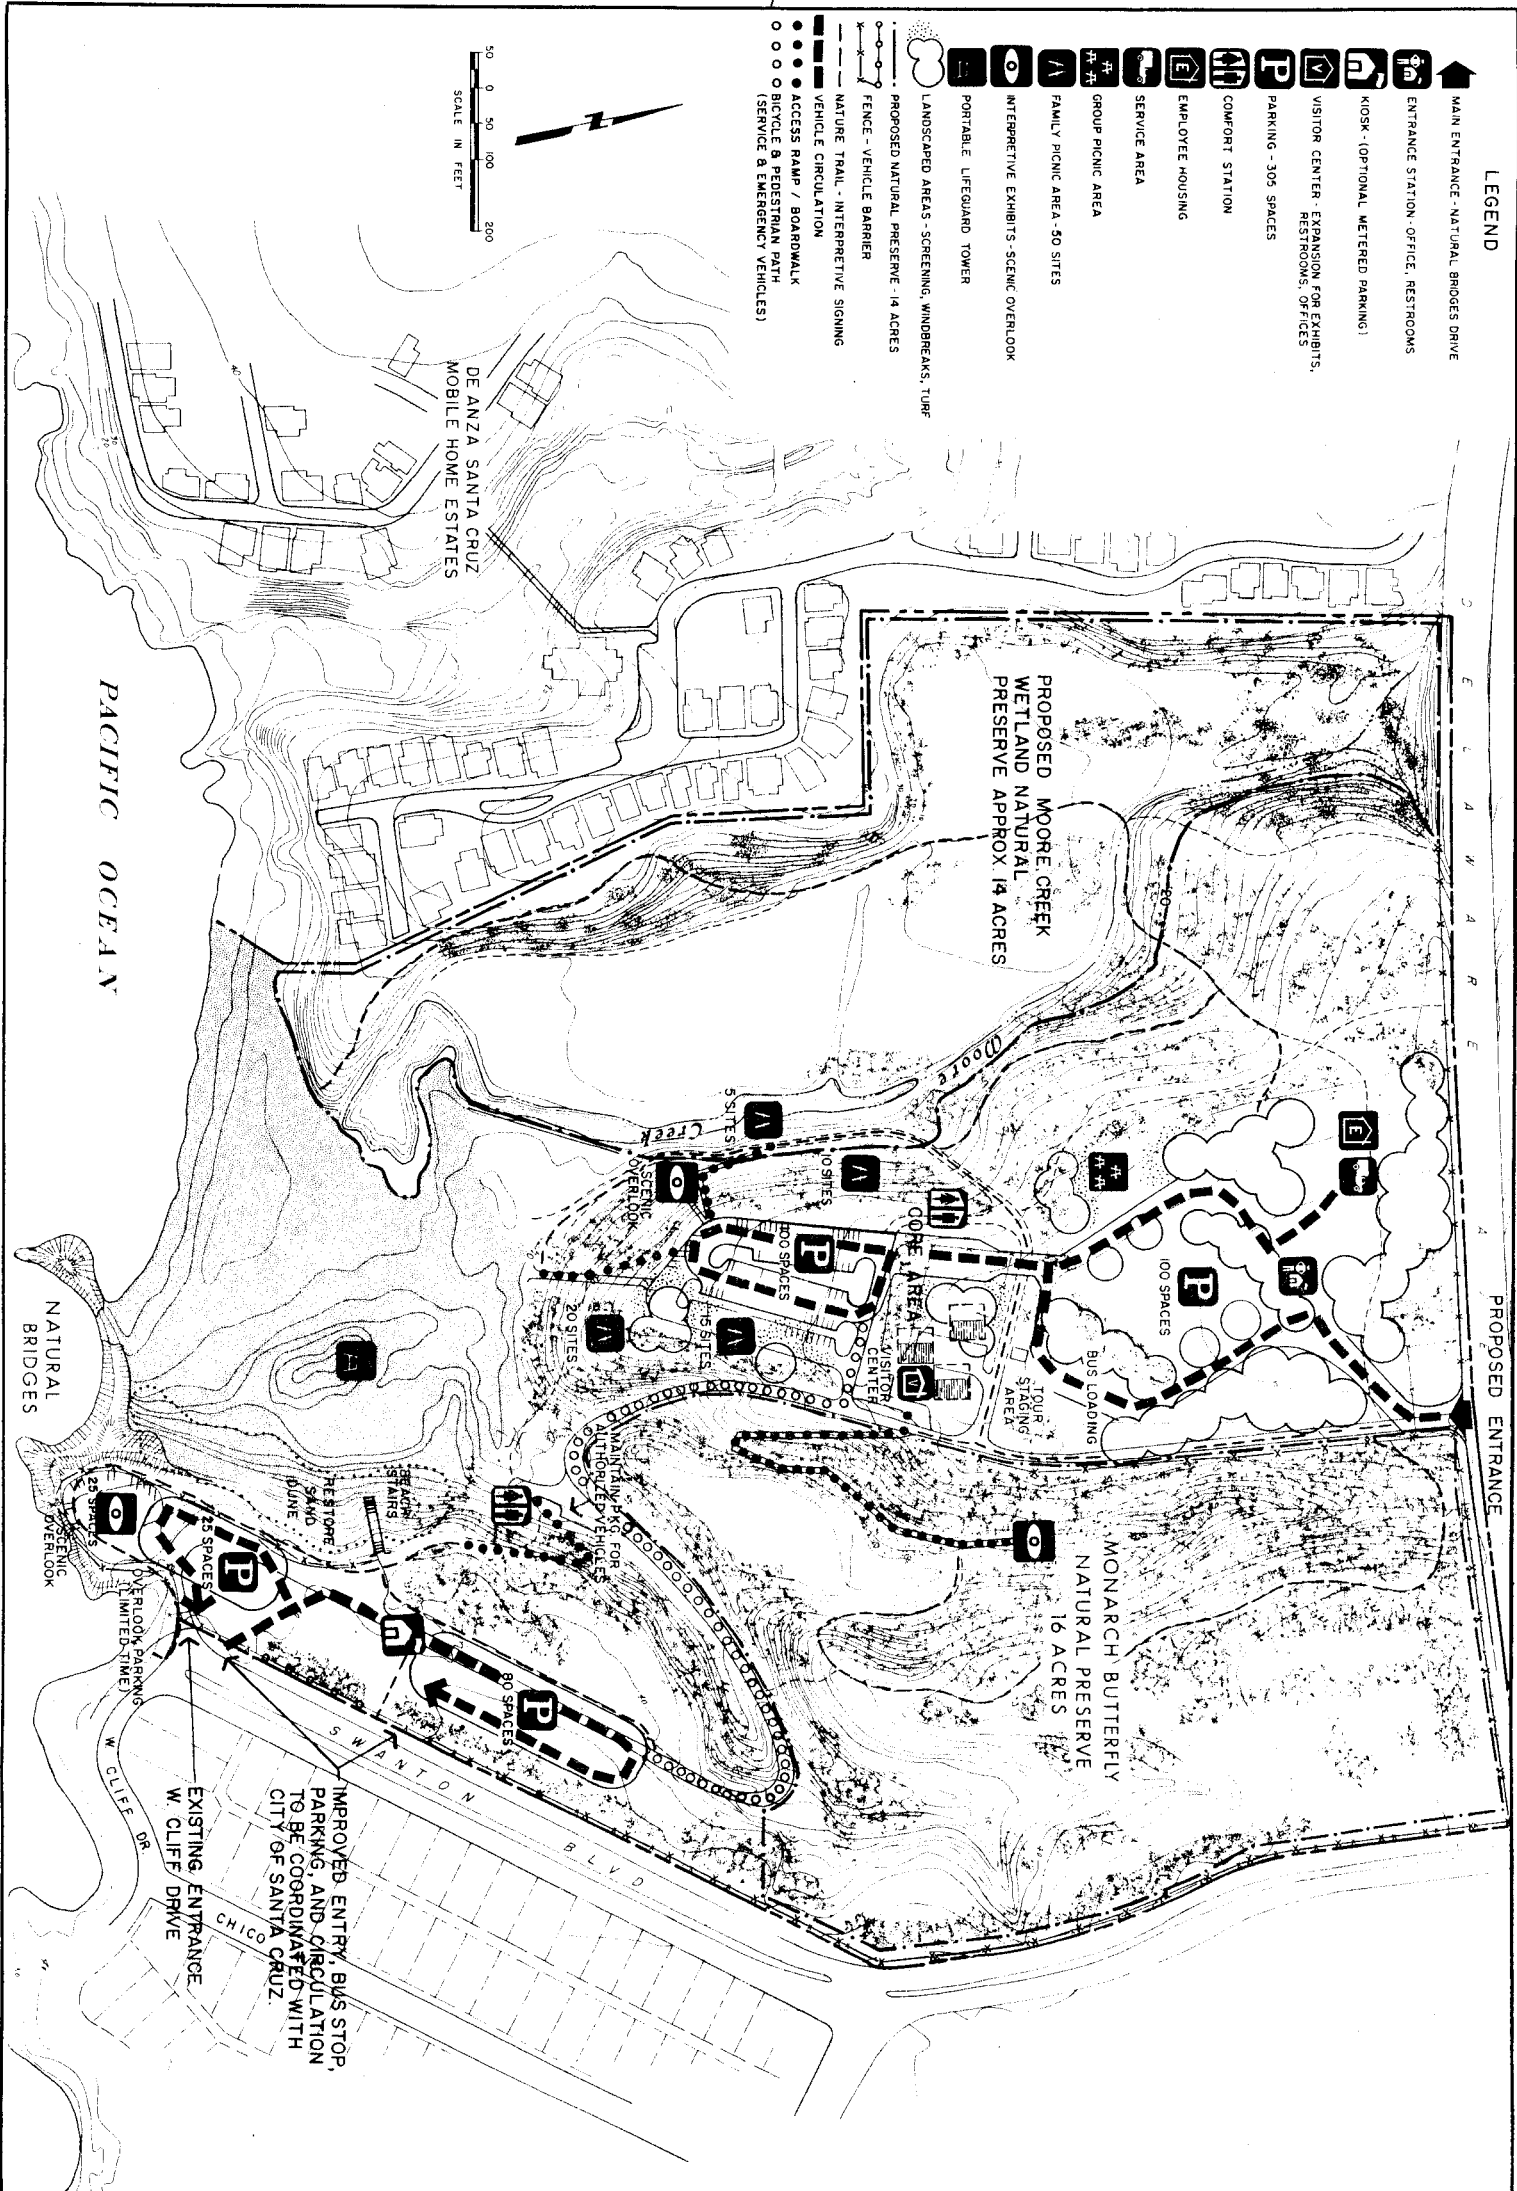 LEGEND
MAIN ENTRANCE - NATURAL BRIDGES DRIVE
ENTRANCE STATION - OFFICE, RESTROOMS
KIOSK - (OPTIONAL METERED PARKING)
VISITOR CENTER - EXPANSION FOR EXHIBITS,
RESTROOMS, OFFICES
PARKING - 305 SPACES
COMFORT STATION
EMPLOYEE HOUSING
SERVICE AREA
GROUP PICNIC AREA
FAMILY PICNIC AREA - 50 SITES
INTERPRETIVE EXHIBITS - SCENIC OVERLOOK
PORTABLE LIFEGUARD TOWER
LANDSCAPED AREAS - SCREENING, WINDBREAKS, TURF
PROPOSED NATURAL PRESERVE - 14 ACRES
FENCE - VEHICLE BARRIER
NATURE TRAIL - INTERPRETIVE SIGNING
VEHICLE CIRCULATION
ACCESS RAMP / BOARDWALK
BICYCLE & PEDESTRIAN PATH
(SERVICE & EMERGENCY VEHICLES)
50 0 50 100 200
SCALE IN FEET
DE ANZA SANTA CRUZ
MOBILE HOME ESTATES
PACIFIC OCEAN
DELAWARE
PROPOSED ENTRANCE
PROPOSED MOORE CREEK
WETLAND NATURAL
PRESERVE APPROX 14 ACRES
Moore
Creek
E
P
100 SPACES
BUS LOADING
TOUR
STAGING
AREA
CORE AREA
V
VISITOR
CENTER
P
100 SPACES
10 SITES
5 SITES
15 SITES
20 SITES
SCENIC
OVERLOOK
MONARCH BUTTERFLY
NATURAL PRESERVE
16 ACRES
MAINTAIN PKG FOR
AUTHORIZED VEHICLES
BEACH
STAIRS
RESTORE
SAND
DUNE
P
80 SPACES
P
25 SPACES
SCENIC
OVERLOOK
OVERLOOK PARKING
(LIMITED TIME)
NATURAL
BRIDGES
SWANTON BLVD
W CLIFF DR
CHICO
IMPROVED ENTRY, BUS STOP,
PARKING, AND CIRCULATION
TO BE COORDINATED WITH
CITY OF SANTA CRUZ
EXISTING ENTRANCE
W CLIFF DRIVE